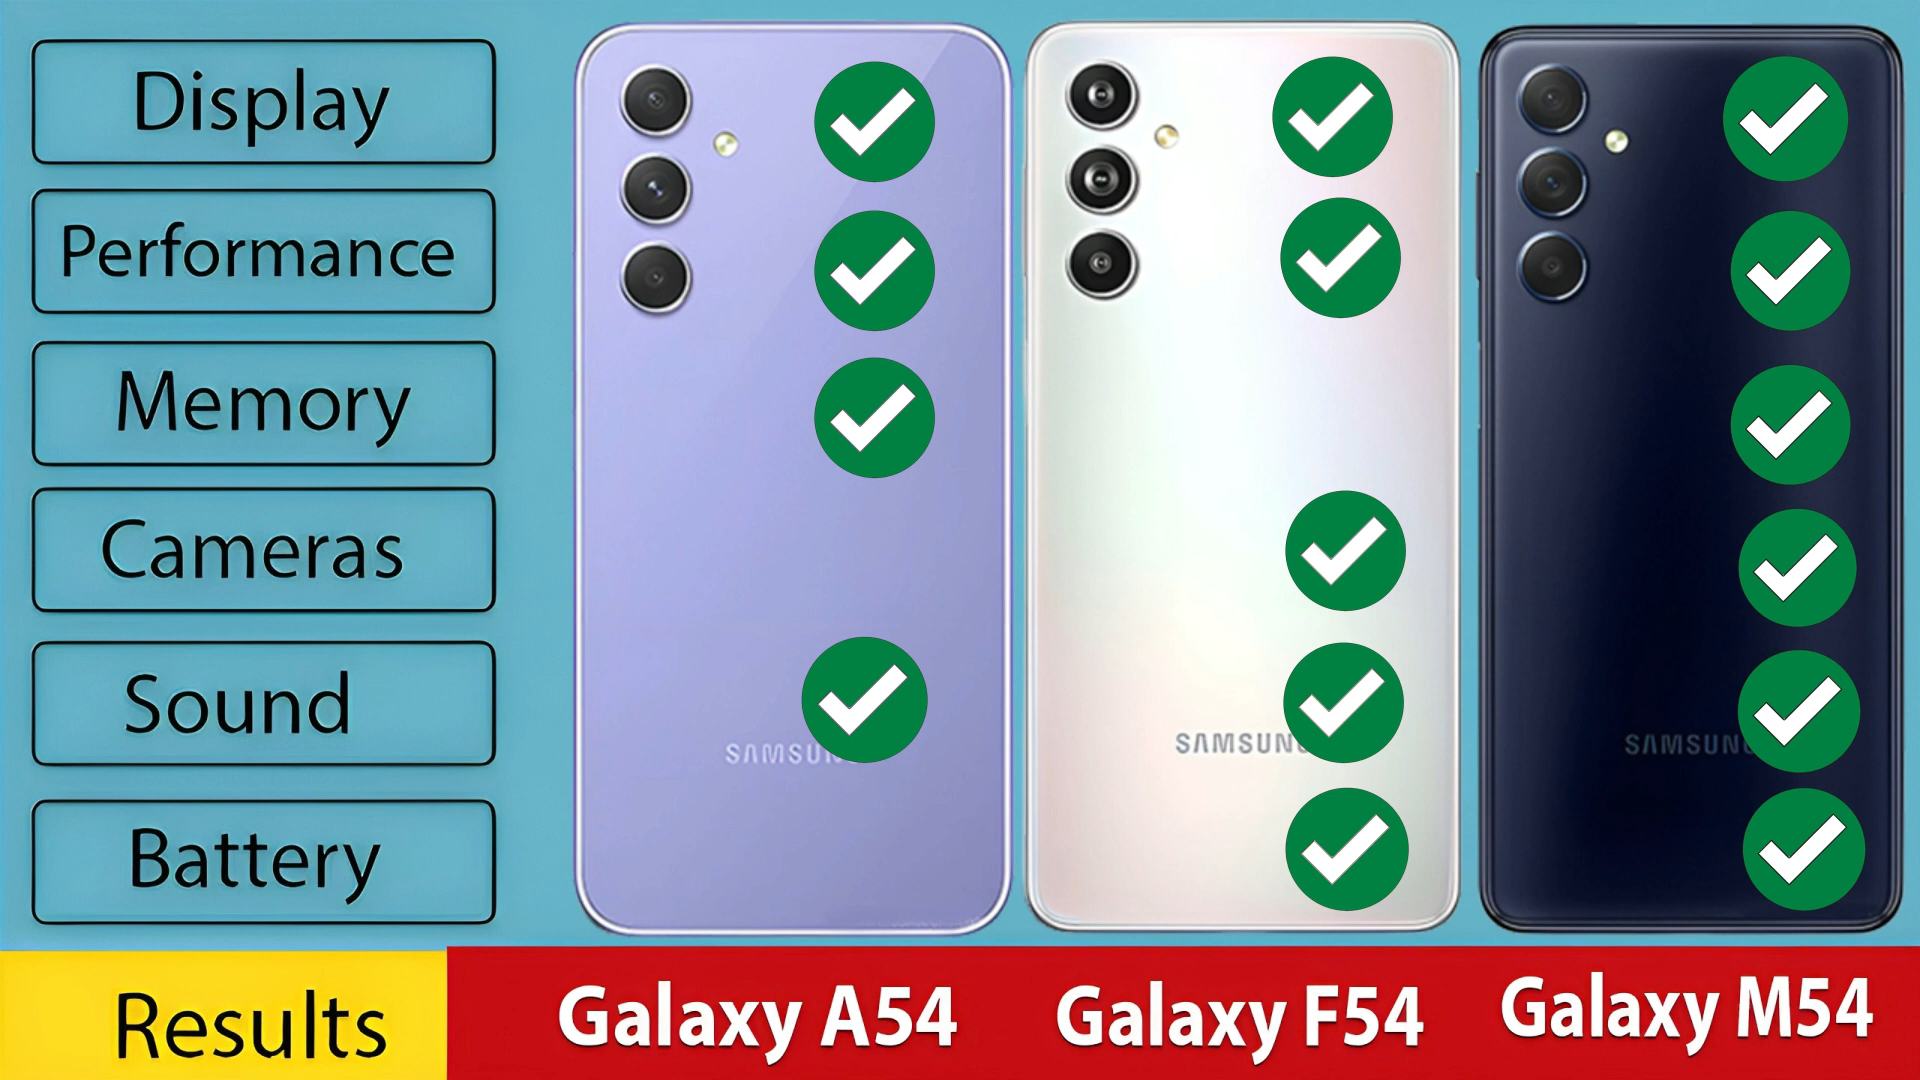 Display
Performance
Memory
Cameras
Sound
Battery
Results
Galaxy A54
Galaxy F54
Galaxy M54